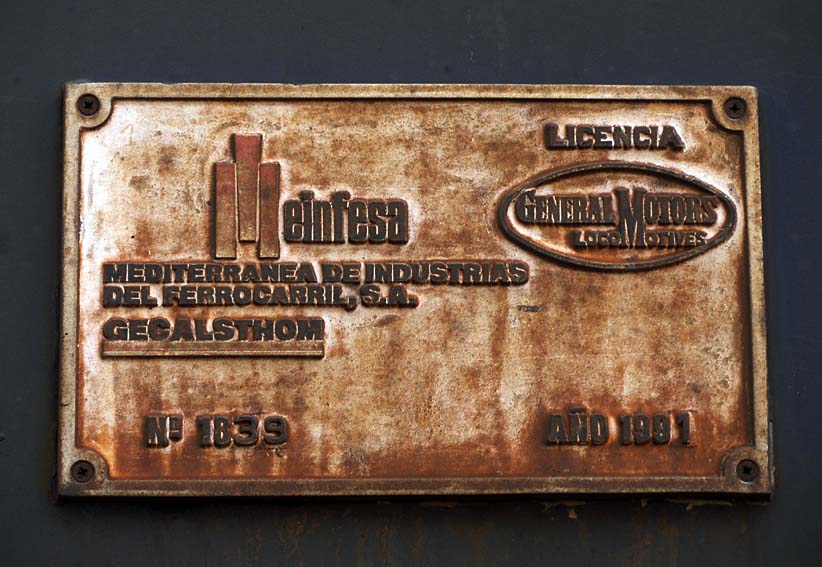 LICENCIA
GENERAL MOTORS
LOCOMOTIVES
Meinfesa
MEDITERRANEA DE INDUSTRIAS
DEL FERROCARRIL, S.A.
GECALSTHOM
Nº 1839
AÑO 1991